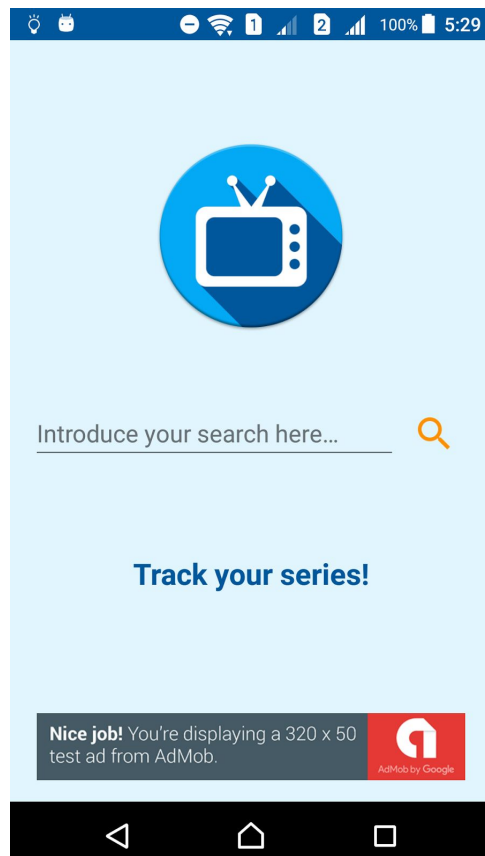 1 2 100% 5:29
Introduce your search here...
Track your series!
Nice job! You're displaying a 320 x 50
test ad from AdMob.
AdMob by Google